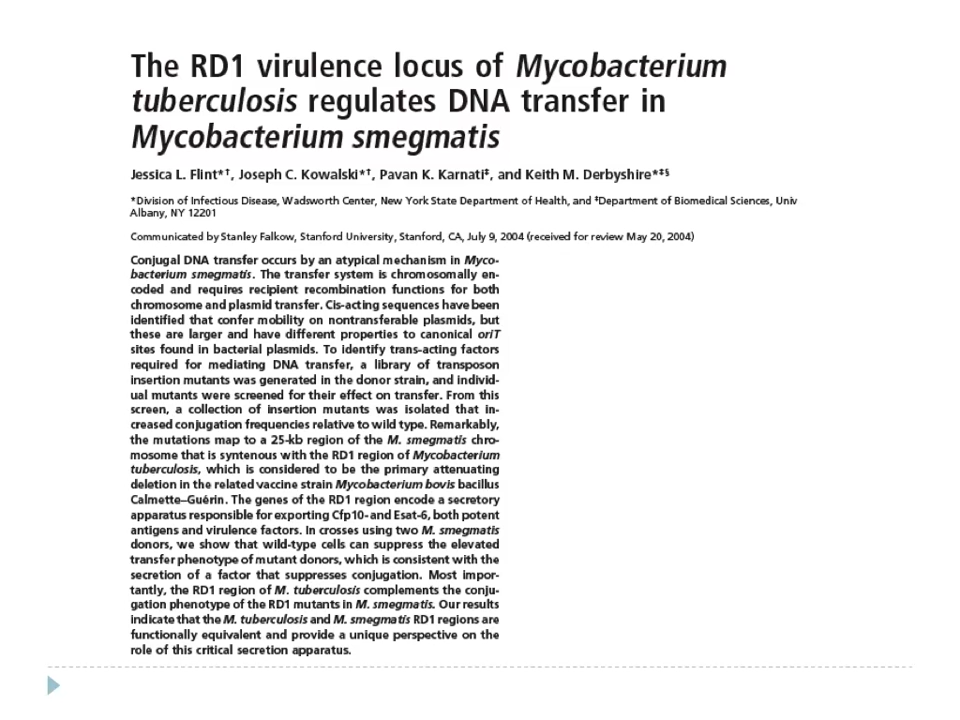 The RD1 virulence locus of Mycobacterium
tuberculosis regulates DNA transfer in
Mycobacterium smegmatis
Jessica L. Flint*†, Joseph C. Kowalski*†, Pavan K. Karnati‡, and Keith M. Derbyshire*‡§
*Division of Infectious Disease, Wadsworth Center, New York State Department of Health, and ‡Department of Biomedical Sciences, Univ
Albany, NY 12201
Communicated by Stanley Falkow, Stanford University, Stanford, CA, July 9, 2004 (received for review May 20, 2004)
Conjugal DNA transfer occurs by an atypical mechanism in Myco-
bacterium smegmatis. The transfer system is chromosomally en-
coded and requires recipient recombination functions for both
chromosome and plasmid transfer. Cis-acting sequences have been
identified that confer mobility on nontransferable plasmids, but
these are larger and have different properties to canonical oriT
sites found in bacterial plasmids. To identify trans-acting factors
required for mediating DNA transfer, a library of transposon
insertion mutants was generated in the donor strain, and individ-
ual mutants were screened for their effect on transfer. From this
screen, a collection of insertion mutants was isolated that in-
creased conjugation frequencies relative to wild type. Remarkably,
the mutations map to a 25-kb region of the M. smegmatis chro-
mosome that is syntenous with the RD1 region of Mycobacterium
tuberculosis, which is considered to be the primary attenuating
deletion in the related vaccine strain Mycobacterium bovis bacillus
Calmette–Guérin. The genes of the RD1 region encode a secretory
apparatus responsible for exporting Cfp10- and Esat-6, both potent
antigens and virulence factors. In crosses using two M. smegmatis
donors, we show that wild-type cells can suppress the elevated
transfer phenotype of mutant donors, which is consistent with the
secretion of a factor that suppresses conjugation. Most impor-
tantly, the RD1 region of M. tuberculosis complements the conju-
gation phenotype of the RD1 mutants in M. smegmatis. Our results
indicate that the M. tuberculosis and M. smegmatis RD1 regions are
functionally equivalent and provide a unique perspective on the
role of this critical secretion apparatus.